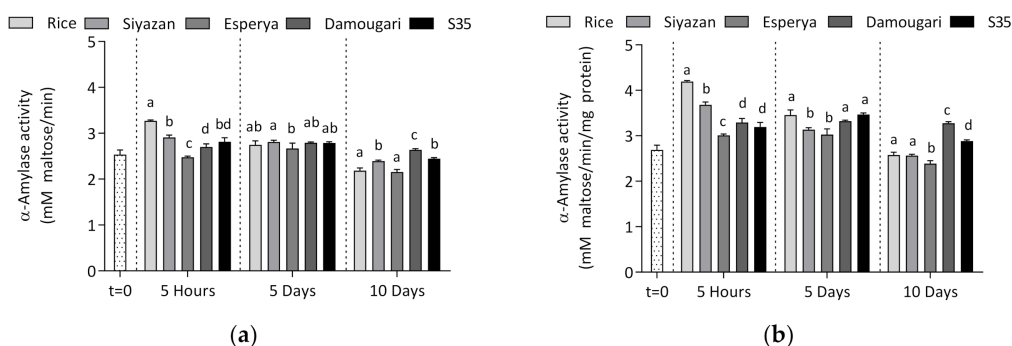 Rice Siyazan Esperya Damougari S35
α-Amylase activity
(mM maltose/min)
5
4
3
2
1
0
a b c d bd
ab a b ab ab
a b a c b
t=0 5 Hours 5 Days 10 Days
(a)
Rice Siyazan Esperya Damougari S35
α-Amylase activity
(mM maltose/min/mg protein)
5
4
3
2
1
0
a b c d d
a b b a a
a a b c d
t=0 5 Hours 5 Days 10 Days
(b)